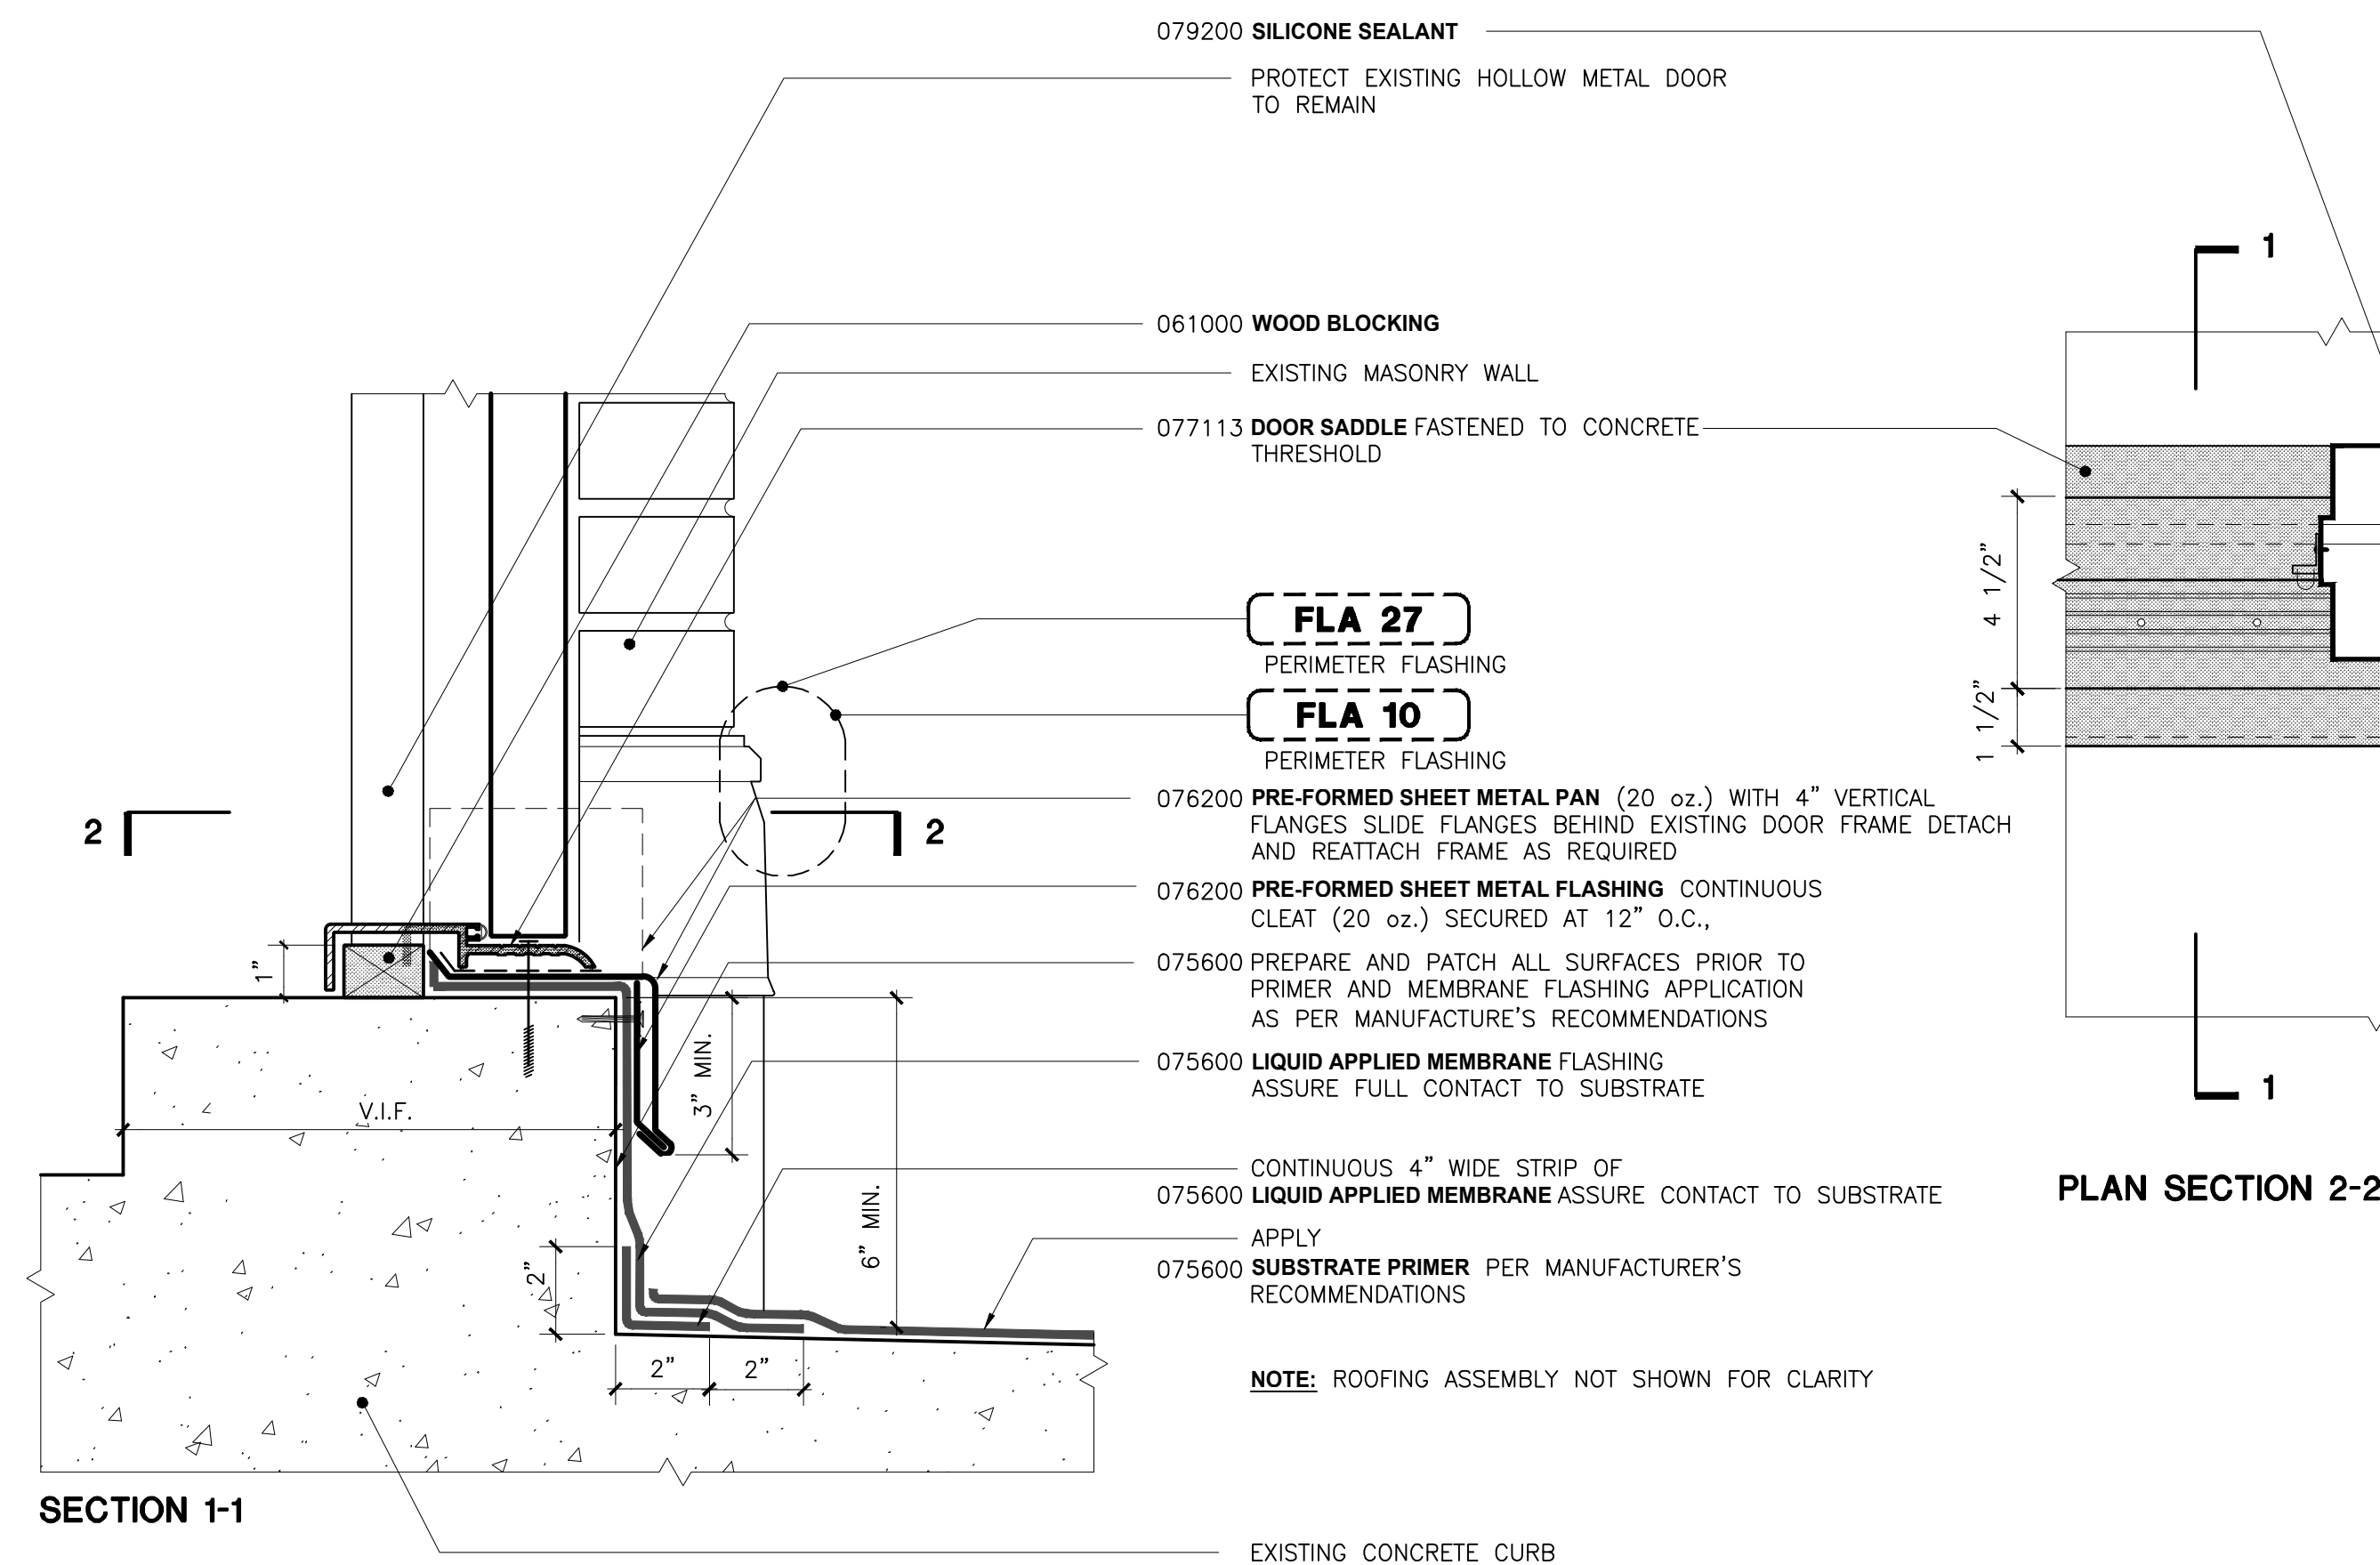 079200 SILICONE SEALANT
PROTECT EXISTING HOLLOW METAL DOOR
TO REMAIN
1
061000 WOOD BLOCKING
EXISTING MASONRY WALL
077113 DOOR SADDLE FASTENED TO CONCRETE
THRESHOLD
4 1/2"
1 1/2"
FLA 27
PERIMETER FLASHING
FLA 10
PERIMETER FLASHING
2
2
076200 PRE-FORMED SHEET METAL PAN (20 oz.) WITH 4" VERTICAL
FLANGES SLIDE FLANGES BEHIND EXISTING DOOR FRAME DETACH
AND REATTACH FRAME AS REQUIRED
076200 PRE-FORMED SHEET METAL FLASHING CONTINUOUS
CLEAT (20 oz.) SECURED AT 12" O.C.,
075600 PREPARE AND PATCH ALL SURFACES PRIOR TO
PRIMER AND MEMBRANE FLASHING APPLICATION
AS PER MANUFACTURE'S RECOMMENDATIONS
1"
3" MIN.
V.I.F.
075600 LIQUID APPLIED MEMBRANE FLASHING
ASSURE FULL CONTACT TO SUBSTRATE
1
CONTINUOUS 4" WIDE STRIP OF
075600 LIQUID APPLIED MEMBRANE ASSURE CONTACT TO SUBSTRATE
PLAN SECTION 2-2
6" MIN.
2"
APPLY
075600 SUBSTRATE PRIMER PER MANUFACTURER'S
RECOMMENDATIONS
2"
2"
NOTE: ROOFING ASSEMBLY NOT SHOWN FOR CLARITY
SECTION 1-1
EXISTING CONCRETE CURB